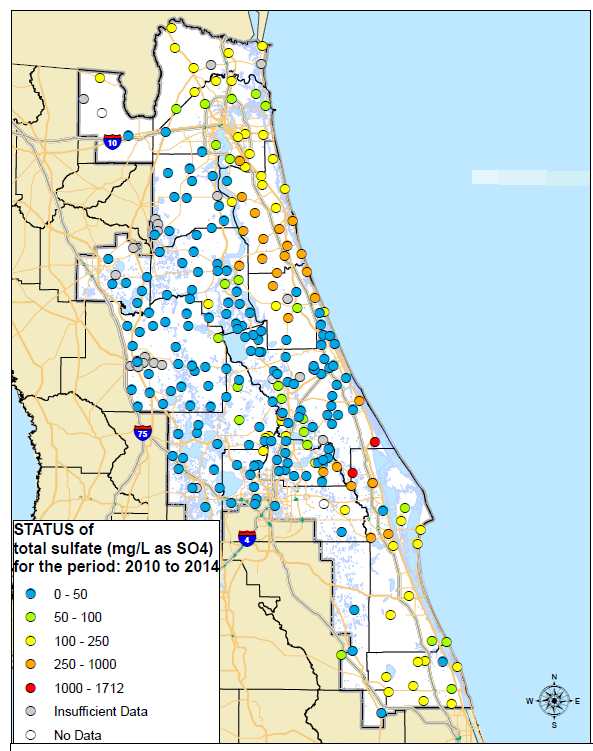 10
75
4
STATUS of
total sulfate (mg/L as SO4)
for the period: 2010 to 2014
0 - 50
50 - 100
100 - 250
250 - 1000
1000 - 1712
Insufficient Data
No Data
N
W
E
S